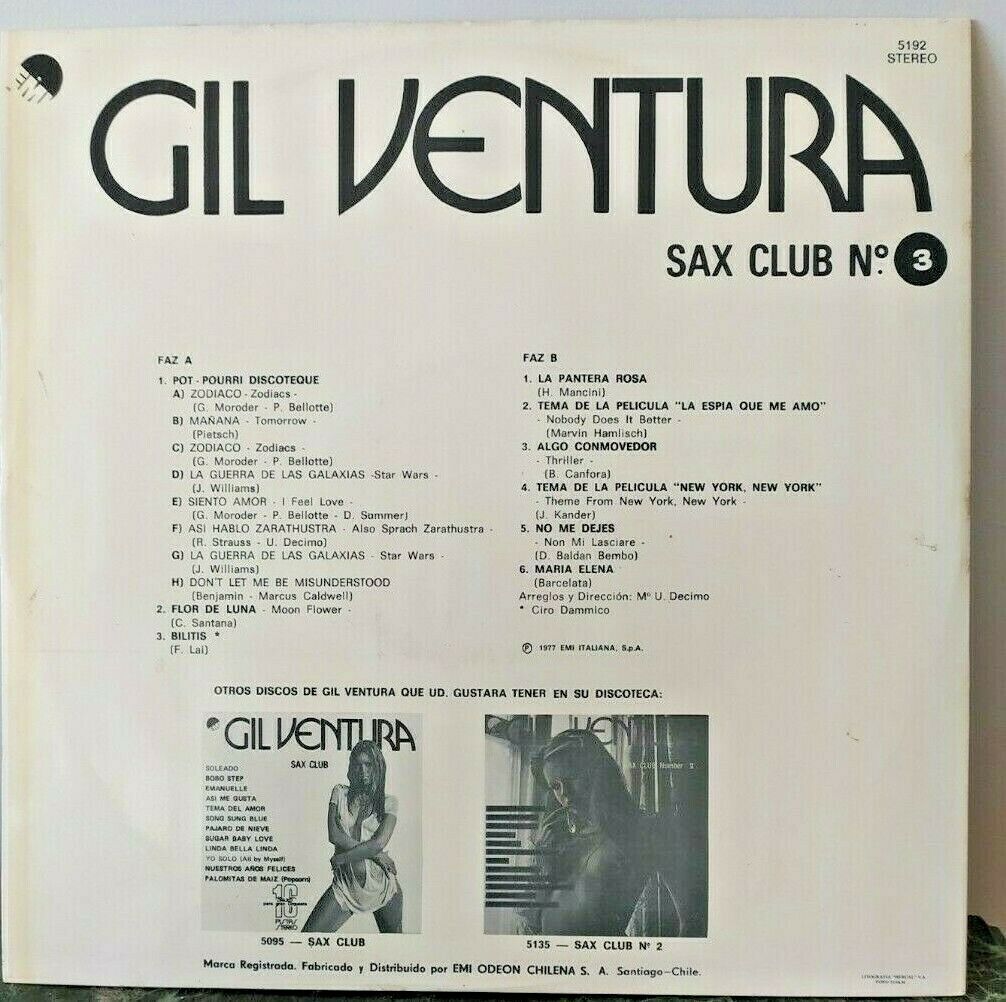 EMI
5192
STEREO
GIL VENTURA
SAX CLUB Nº. 3
FAZ A
1. POT - POURRI DISCOTEQUE
A) ZODIACO - Zodiacs -
(G. Moroder - P. Bellotte)
B) MAÑANA - Tomorrow -
(Pietsch)
C) ZODIACO - Zodiacs -
(G. Moroder - P. Bellotte)
D) LA GUERRA DE LAS GALAXIAS -Star Wars -
(J. Williams)
E) SIENTO AMOR - I Feel Love -
(G. Moroder - P. Bellotte - D. Summer)
F) ASI HABLO ZARATHUSTRA - Also Sprach Zarathustra -
(R. Strauss - U. Decimo)
G) LA GUERRA DE LAS GALAXIAS - Star Wars -
(J. Williams)
H) DON'T LET ME BE MISUNDERSTOOD
(Benjamin - Marcus Caldwell)
2. FLOR DE LUNA - Moon Flower -
(C. Santana)
3. BILITIS *
(F. Lai)
FAZ B
1. LA PANTERA ROSA
(H. Mancini)
2. TEMA DE LA PELICULA "LA ESPIA QUE ME AMO"
- Nobody Does It Better -
(Marvin Hamlisch)
3. ALGO CONMOVEDOR
- Thriller -
(B. Canfora)
4. TEMA DE LA PELICULA "NEW YORK, NEW YORK"
- Theme From New York, New York -
(J. Kander)
5. NO ME DEJES
- Non Mi Lasciare -
(D. Baldan Bembo)
6. MARIA ELENA
(Barcelata)
Arreglos y Dirección: Mº U. Decimo
* Ciro Dammico
Ⓟ 1977 EMI ITALIANA, S.p.A.
OTROS DISCOS DE GIL VENTURA QUE UD. GUSTARA TENER EN SU DISCOTECA:
GIL VENTURA
SAX CLUB
SOLEADO
BOBO STEP
EMANUELLE
ASI ME GUSTA
TEMA DEL AMOR
SONG SUNG BLUE
PAJARO DE NIEVE
SUGAR BABY LOVE
LINDA BELLA LINDA
YO SOLO (All by Myself)
NUESTROS AÑOS FELICES
PALOMITAS DE MAIZ (Popcorn)
16
PISTAS
STEREO
VEN
SAX CLUB Number
5095 — SAX CLUB
5135 — SAX CLUB Nº 2
Marca Registrada. Fabricado y Distribuido por EMI ODEON CHILENA S. A. Santiago-Chile.